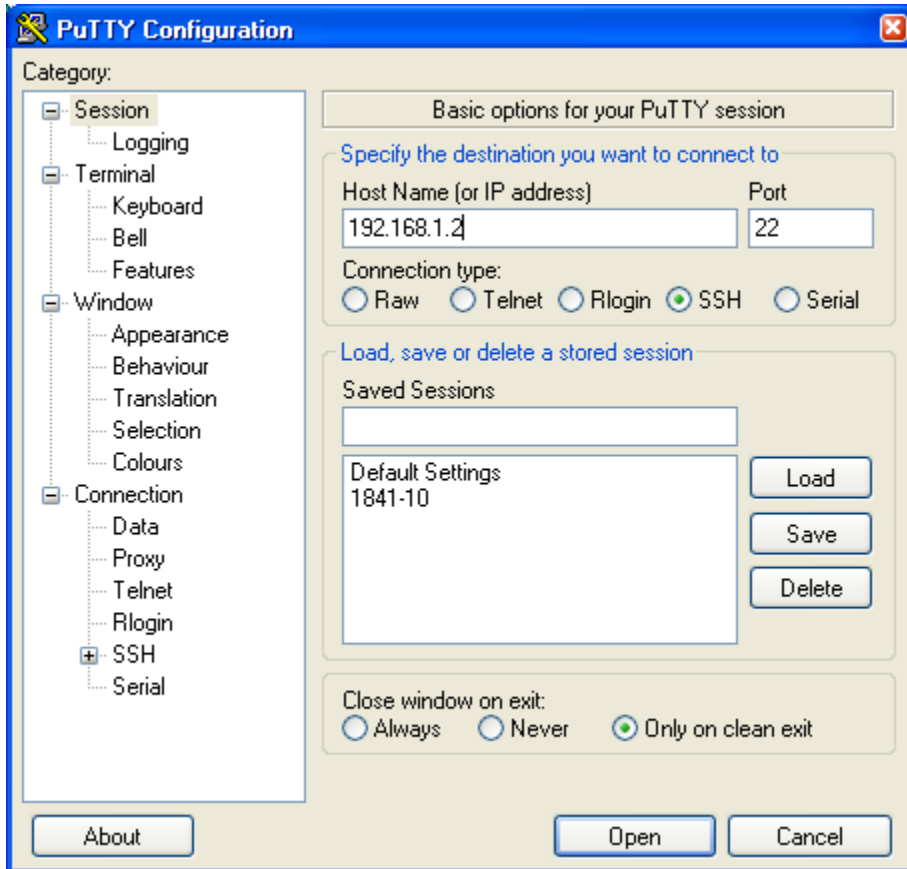 PuTTY Configuration
Category:
Session
Logging
Terminal
Keyboard
Bell
Features
Window
Appearance
Behaviour
Translation
Selection
Colours
Connection
Data
Proxy
Telnet
Rlogin
SSH
Serial
Basic options for your PuTTY session
Specify the destination you want to connect to
Host Name (or IP address) Port
192.168.1.2 22
Connection type:
Raw Telnet Rlogin SSH Serial
Load, save or delete a stored session
Saved Sessions
Default Settings
1841-10
Load
Save
Delete
Close window on exit:
Always Never Only on clean exit
About Open Cancel